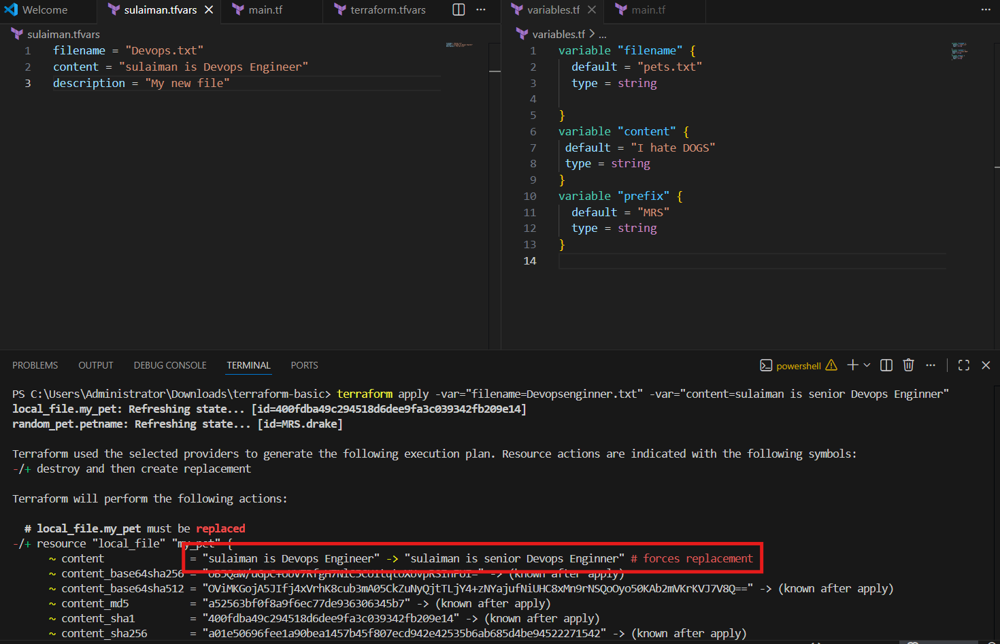 Welcome
sulaiman.tfvars
main.tf
terraform.tfvars
variables.tf
main.tf
sulaiman.tfvars
1 filename = "Devops.txt"
2 content = "sulaiman is Devops Engineer"
3 description = "My new file"
variables.tf > ...
1 variable "filename" {
2 default = "pets.txt"
3 type = string
4
5 }
6 variable "content" {
7 default = "I hate DOGS"
8 type = string
9 }
10 variable "prefix" {
11 default = "MRS"
12 type = string
13 }
14
PROBLEMS OUTPUT DEBUG CONSOLE TERMINAL PORTS
powershell
PS C:\Users\Administrator\Downloads\terraform-basic> terraform apply -var="filename=Devopsenginner.txt" -var="content=sulaiman is senior Devops Enginner"
local_file.my_pet: Refreshing state... [id=400fdba49c294518d6dee9fa3c039342fb209e14]
random_pet.petname: Refreshing state... [id=MRS.drake]
Terraform used the selected providers to generate the following execution plan. Resource actions are indicated with the following symbols:
-/+ destroy and then create replacement
Terraform will perform the following actions:
# local_file.my_pet must be replaced
-/+ resource "local_file" "my_pet" {
~ content = "sulaiman is Devops Engineer" -> "sulaiman is senior Devops Enginner" # forces replacement
~ content_base64sha256 = -> (known after apply)
~ content_base64sha512 = "OViMKGojA5JIfj4xVrhK8cub3mA05CkZuNyQjtTLjY4+zNYajufNiUHC8xMn9rNSQoOyo50KAb2mVKrKVJ7V8Q==" -> (known after apply)
~ content_md5 = "a52563bf0f8a9f6ec77de936306345b7" -> (known after apply)
~ content_sha1 = "400fdba49c294518d6dee9fa3c039342fb209e14" -> (known after apply)
~ content_sha256 = "a01e50696fee1a90bea1457b45f807ecd942e42535b6ab685d4be94522271542" -> (known after apply)